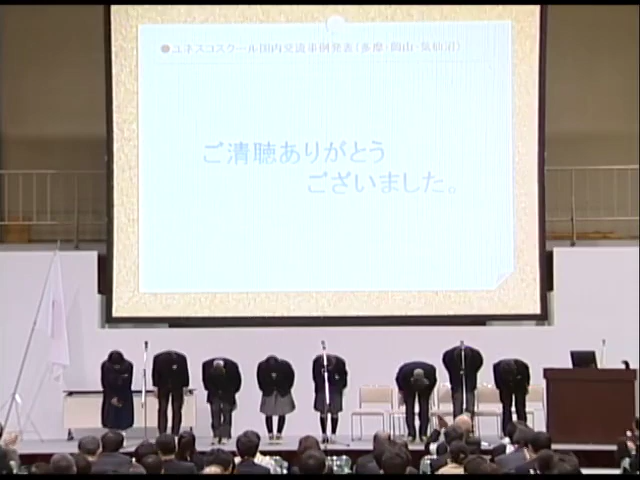 ●ユネスコスクール国内交流事例発表(多摩・岡山・気仙沼)
ご清聴ありがとう
ございました。